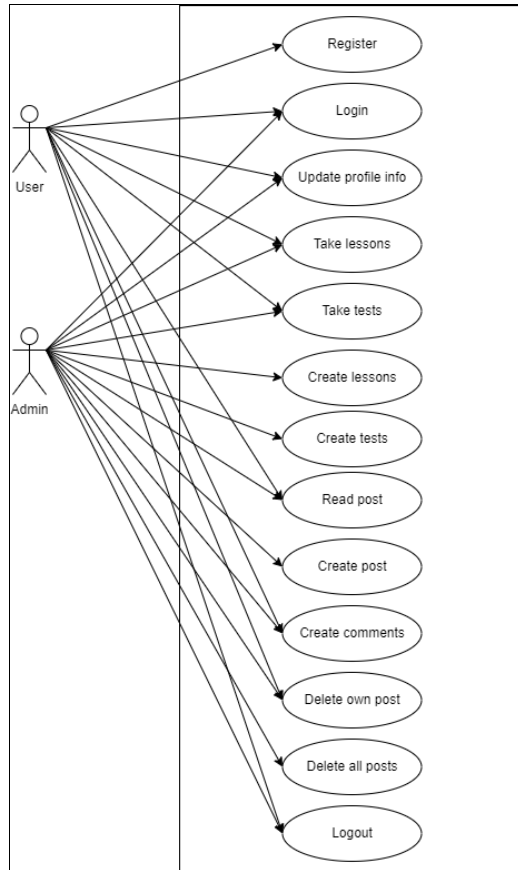 Register
Login
Update profile info
User
Take lessons
Take tests
Admin
Create lessons
Create tests
Read post
Create post
Create comments
Delete own post
Delete all posts
Logout